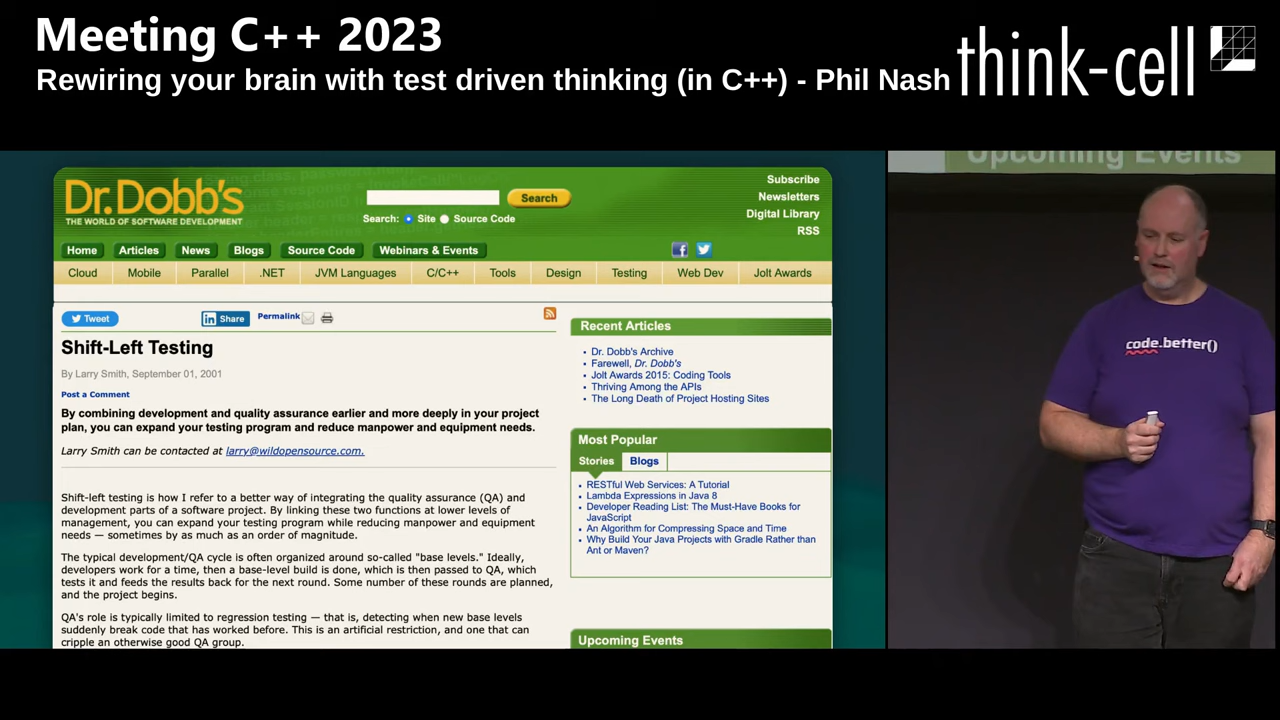 Meeting C++ 2023
Rewiring your brain with test driven thinking (in C++) - Phil Nash
think-cell
Upcoming Events
Dr. Dobb's
THE WORLD OF SOFTWARE DEVELOPMENT
Search
Search: Site Source Code
Subscribe
Newsletters
Digital Library
RSS
Home Articles News Blogs Source Code Webinars & Events
Cloud Mobile Parallel .NET JVM Languages C/C++ Tools Design Testing Web Dev Jolt Awards
Tweet
in Share
Permalink
Shift-Left Testing
By Larry Smith, September 01, 2001
Post a Comment
By combining development and quality assurance earlier and more deeply in your project
plan, you can expand your testing program and reduce manpower and equipment needs.
Larry Smith can be contacted at larry@wildopensource.com.
Shift-left testing is how I refer to a better way of integrating the quality assurance (QA) and
development parts of a software project. By linking these two functions at lower levels of
management, you can expand your testing program while reducing manpower and equipment
needs — sometimes by as much as an order of magnitude.
The typical development/QA cycle is often organized around so-called "base levels." Ideally,
developers work for a time, then a base-level build is done, which is then passed to QA, which
tests it and feeds the results back for the next round. Some number of these rounds are planned,
and the project begins.
QA's role is typically limited to regression testing — that is, detecting when new base levels
suddenly break code that has worked before. This is an artificial restriction, and one that can
cripple an otherwise good QA group.
Recent Articles
Dr. Dobb's Archive
Farewell, Dr. Dobb's
Jolt Awards 2015: Coding Tools
Thriving Among the APIs
The Long Death of Project Hosting Sites
Most Popular
Stories Blogs
RESTful Web Services: A Tutorial
Lambda Expressions in Java 8
Developer Reading List: The Must-Have Books for
JavaScript
An Algorithm for Compressing Space and Time
Why Build Your Java Projects with Gradle Rather than
Ant or Maven?
Upcoming Events
code.better()